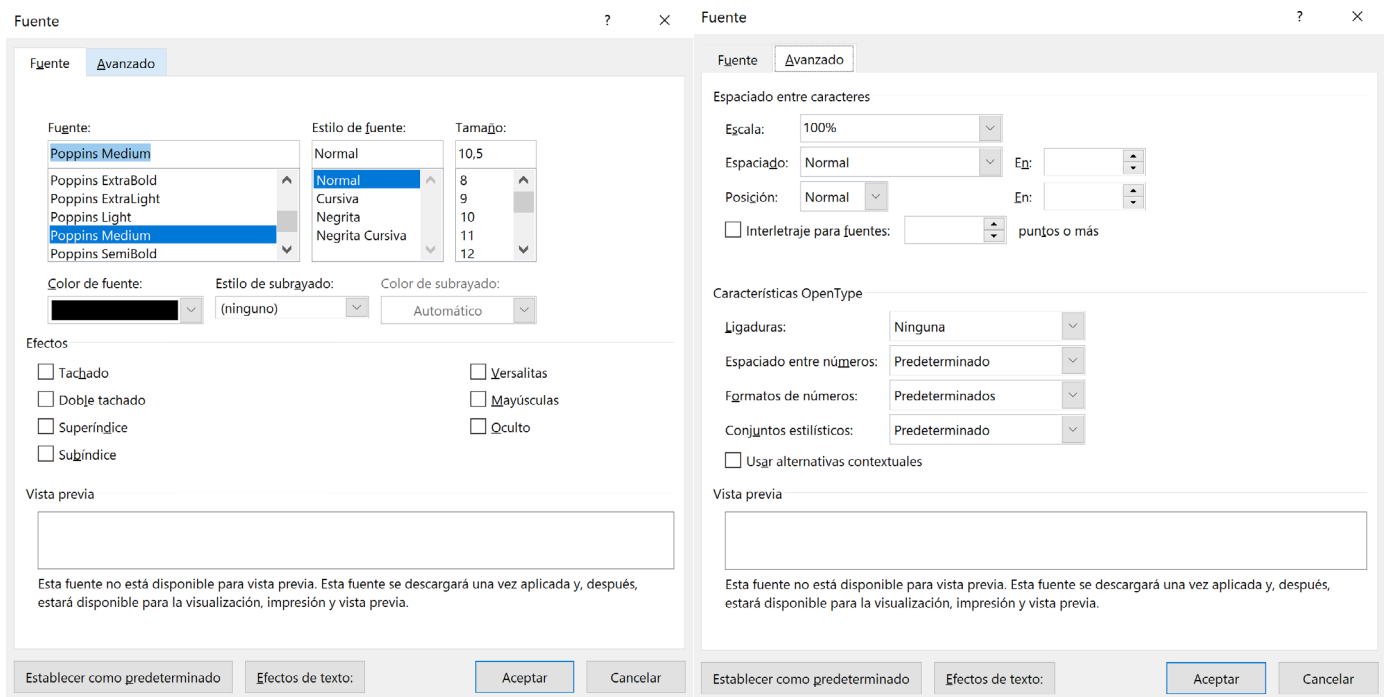 Fuente ?
Fuente Avanzado
Fuente: Estilo de fuente: Tamaño:
Poppins Medium Normal 10,5
Poppins ExtraBold Normal 8
Poppins ExtraLight Cursiva 9
Poppins Light Negrita 10
Poppins Medium Negrita Cursiva 11
Poppins SemiBold 12
Color de fuente: Estilo de subrayado: Color de subrayado:
(ninguno) Automático
Efectos
Tachado Versalitas
Doble tachado Mayúsculas
Superíndice Oculto
Subíndice
Vista previa
Esta fuente no está disponible para vista previa. Esta fuente se descargará una vez aplicada y, después,
estará disponible para la visualización, impresión y vista previa.
Establecer como predeterminado Efectos de texto: Aceptar Cancelar
Fuente ?
Fuente Avanzado
Espaciado entre caracteres
Escala: 100%
Espaciado: Normal En:
Posición: Normal En:
Interletraje para fuentes: puntos o más
Características OpenType
Ligaduras: Ninguna
Espaciado entre números: Predeterminado
Formatos de números: Predeterminados
Conjuntos estilísticos: Predeterminado
Usar alternativas contextuales
Vista previa
Esta fuente no está disponible para vista previa. Esta fuente se descargará una vez aplicada y, después,
estará disponible para la visualización, impresión y vista previa.
Establecer como predeterminado Efectos de texto: Aceptar Cancelar